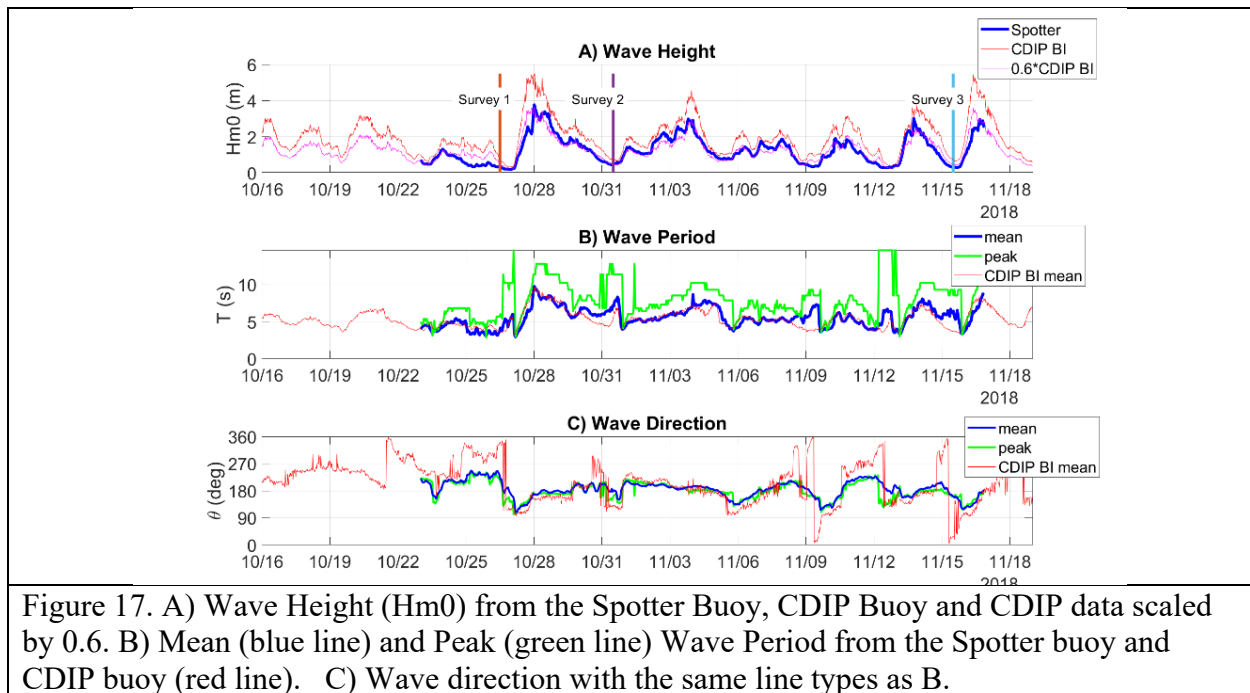 Spotter
CDIP BI
0.6*CDIP BI
A) Wave Height
Hm0 (m)
6
4
2
0
Survey 1
Survey 2
Survey 3
10/16 10/19 10/22 10/25 10/28 10/31 11/03 11/06 11/09 11/12 11/15 11/18
2018
B) Wave Period
mean
peak
CDIP BI mean
T (s)
10
5
0
10/16 10/19 10/22 10/25 10/28 10/31 11/03 11/06 11/09 11/12 11/15 11/18
2018
C) Wave Direction
mean
peak
CDIP BI mean
θ (deg)
360
270
180
90
0
10/16 10/19 10/22 10/25 10/28 10/31 11/03 11/06 11/09 11/12 11/15 11/18
2018
Figure 17. A) Wave Height (Hm0) from the Spotter Buoy, CDIP Buoy and CDIP data scaled
by 0.6. B) Mean (blue line) and Peak (green line) Wave Period from the Spotter buoy and
CDIP buoy (red line). C) Wave direction with the same line types as B.